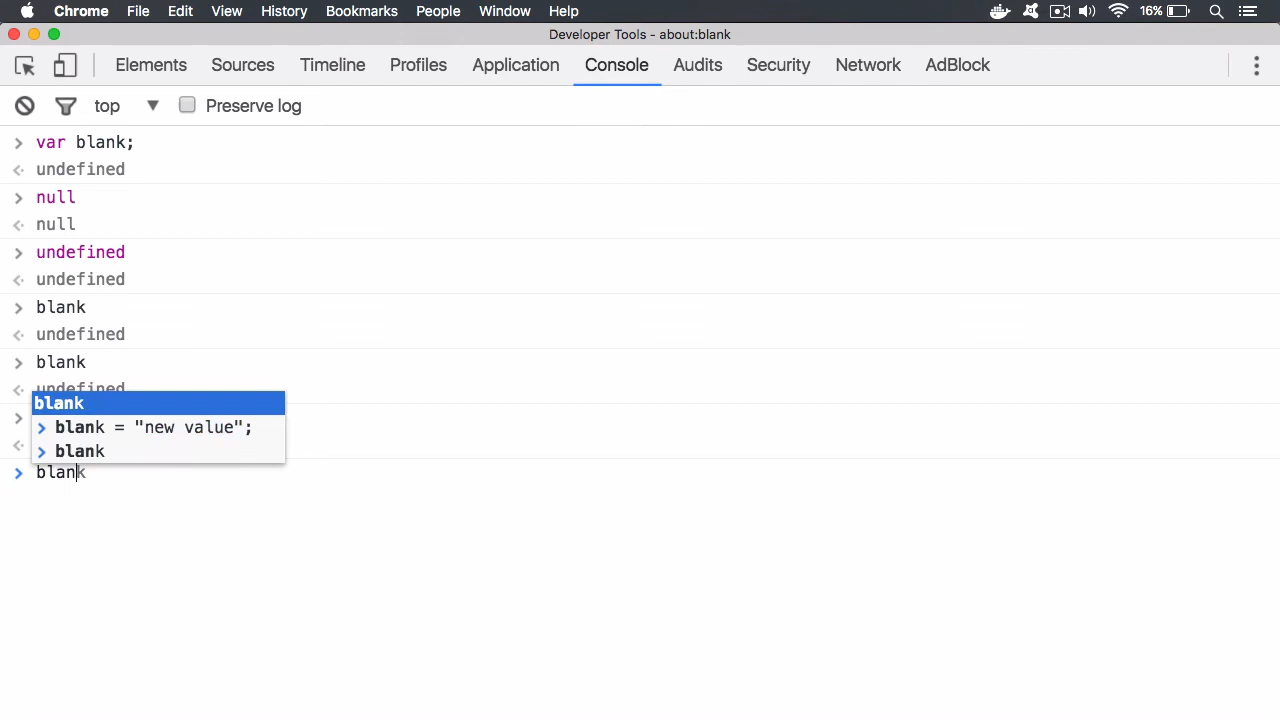 Chrome File Edit View History Bookmarks People Window Help 16%
Developer Tools - about:blank
Elements Sources Timeline Profiles Application Console Audits Security Network AdBlock
top Preserve log
var blank;
undefined
null
null
undefined
undefined
blank
undefined
blank
undefined
blank
blank = "new value";
blank
blank